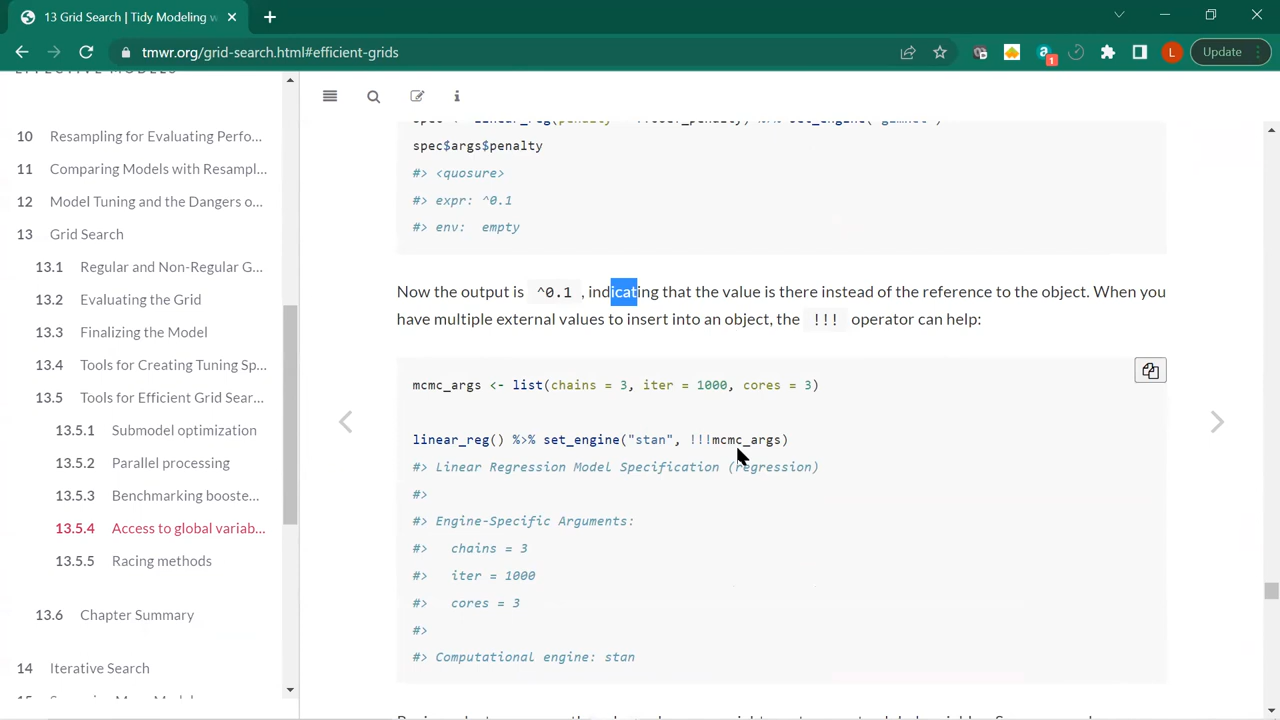 13 Grid Search | Tidy Modeling w
tmwr.org/grid-search.html#efficient-grids
1
L
Update
10 Resampling for Evaluating Perfo...
11 Comparing Models with Resampl...
12 Model Tuning and the Dangers o...
13 Grid Search
13.1 Regular and Non-Regular G...
13.2 Evaluating the Grid
13.3 Finalizing the Model
13.4 Tools for Creating Tuning Sp...
13.5 Tools for Efficient Grid Sear...
13.5.1 Submodel optimization
13.5.2 Parallel processing
13.5.3 Benchmarking booste...
13.5.4 Access to global variab...
13.5.5 Racing methods
13.6 Chapter Summary
14 Iterative Search
spec$args$penalty
#> <quosure>
#> expr: ^0.1
#> env:  empty
Now the output is ^0.1, indicating that the value is there instead of the reference to the object. When you
have multiple external values to insert into an object, the !!! operator can help:
mcmc_args <- list(chains = 3, iter = 1000, cores = 3)
linear_reg() %>% set_engine("stan", !!!mcmc_args)
#> Linear Regression Model Specification (regression)
#>
#> Engine-Specific Arguments:
#>   chains = 3
#>   iter = 1000
#>   cores = 3
#>
#> Computational engine: stan